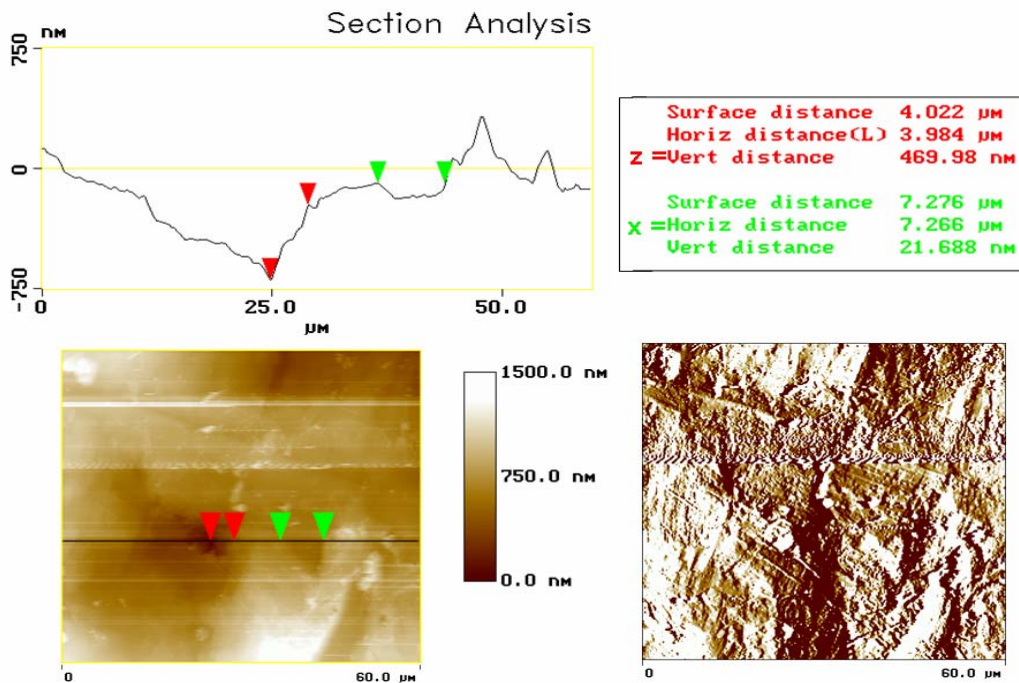 Section Analysis
nM
750
0
-750
0
25.0
50.0
µM
Surface distance 4.022 µM
Horiz distance(L) 3.984 µM
z = Vert distance 469.98 nM
Surface distance 7.276 µM
x = Horiz distance 7.266 µM
Vert distance 21.688 nM
1500.0 nM
750.0 nM
0.0 nM
0
60.0 µM
0
60.0 µM